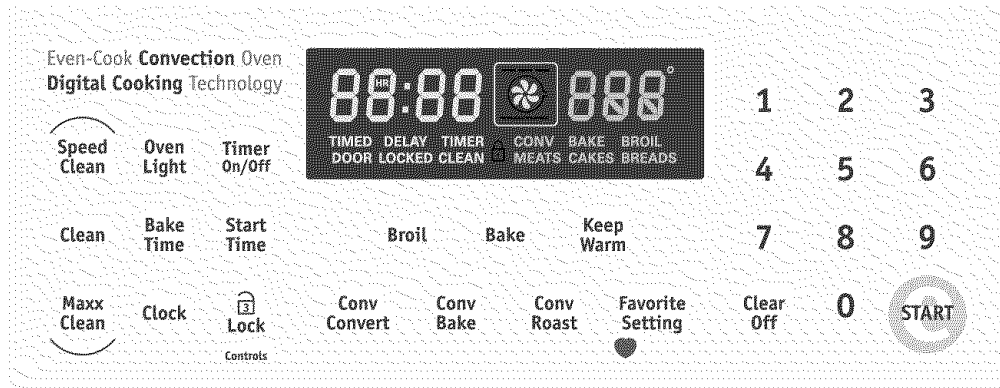 Even-Cook Convection Oven
Digital Cooking Technology
88:88 888°
HR
TIMED DELAY TIMER CONV BAKE BROIL
DOOR LOCKED CLEAN MEATS CAKES BREADS
1 2 3
Speed
Clean
Oven
Light
Timer
On/Off
4 5 6
Clean
Bake
Time
Start
Time
Broil
Bake
Keep
Warm
7 8 9
Maxx
Clean
Clock
3
Lock
Controls
Conv
Convert
Conv
Bake
Conv
Roast
Favorite
Setting
Clear
Off
0
START